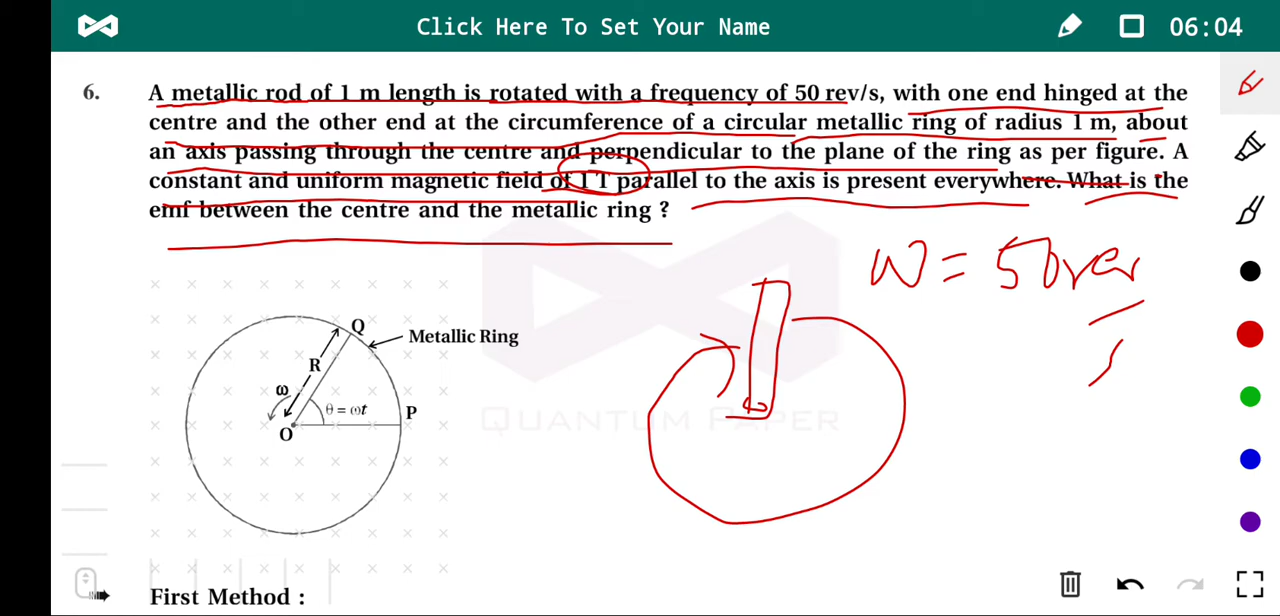 Click Here To Set Your Name
06:04
6. A metallic rod of 1 m length is rotated with a frequency of 50 rev/s, with one end hinged at the
centre and the other end at the circumference of a circular metallic ring of radius 1 m, about
an axis passing through the centre and perpendicular to the plane of the ring as per figure. A
constant and uniform magnetic field of 1 T parallel to the axis is present everywhere. What is the
emf between the centre and the metallic ring ?
W = 50 rev
s
Q
Metallic Ring
R
ω
θ = ωt
P
O
QUANTUM PAPER
First Method :